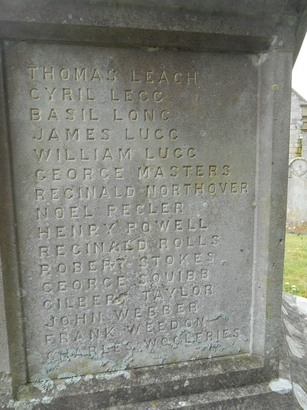 THOMAS LEACH
CYRIL LEGG
BASIL LONG
JAMES LUGG
WILLIAM LUGG
GEORGE MASTERS
REGINALD NORTHOVER
NOEL PEGLER
HENRY POWELL
REGINALD ROLLS
ROBERT STOKES
GEORGE SQUIBB
GILBERT TAYLOR
JOHN WEBBER
FRANK WEEDON
CHARLES